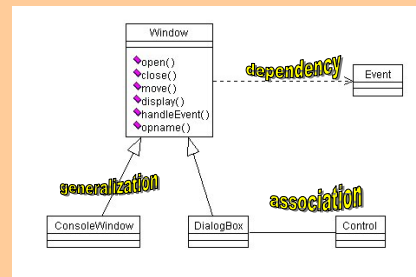 Window
open()
close()
move()
display()
handleEvent()
opname()
dependency
Event
generalization
association
ConsoleWindow
DialogBox
Control